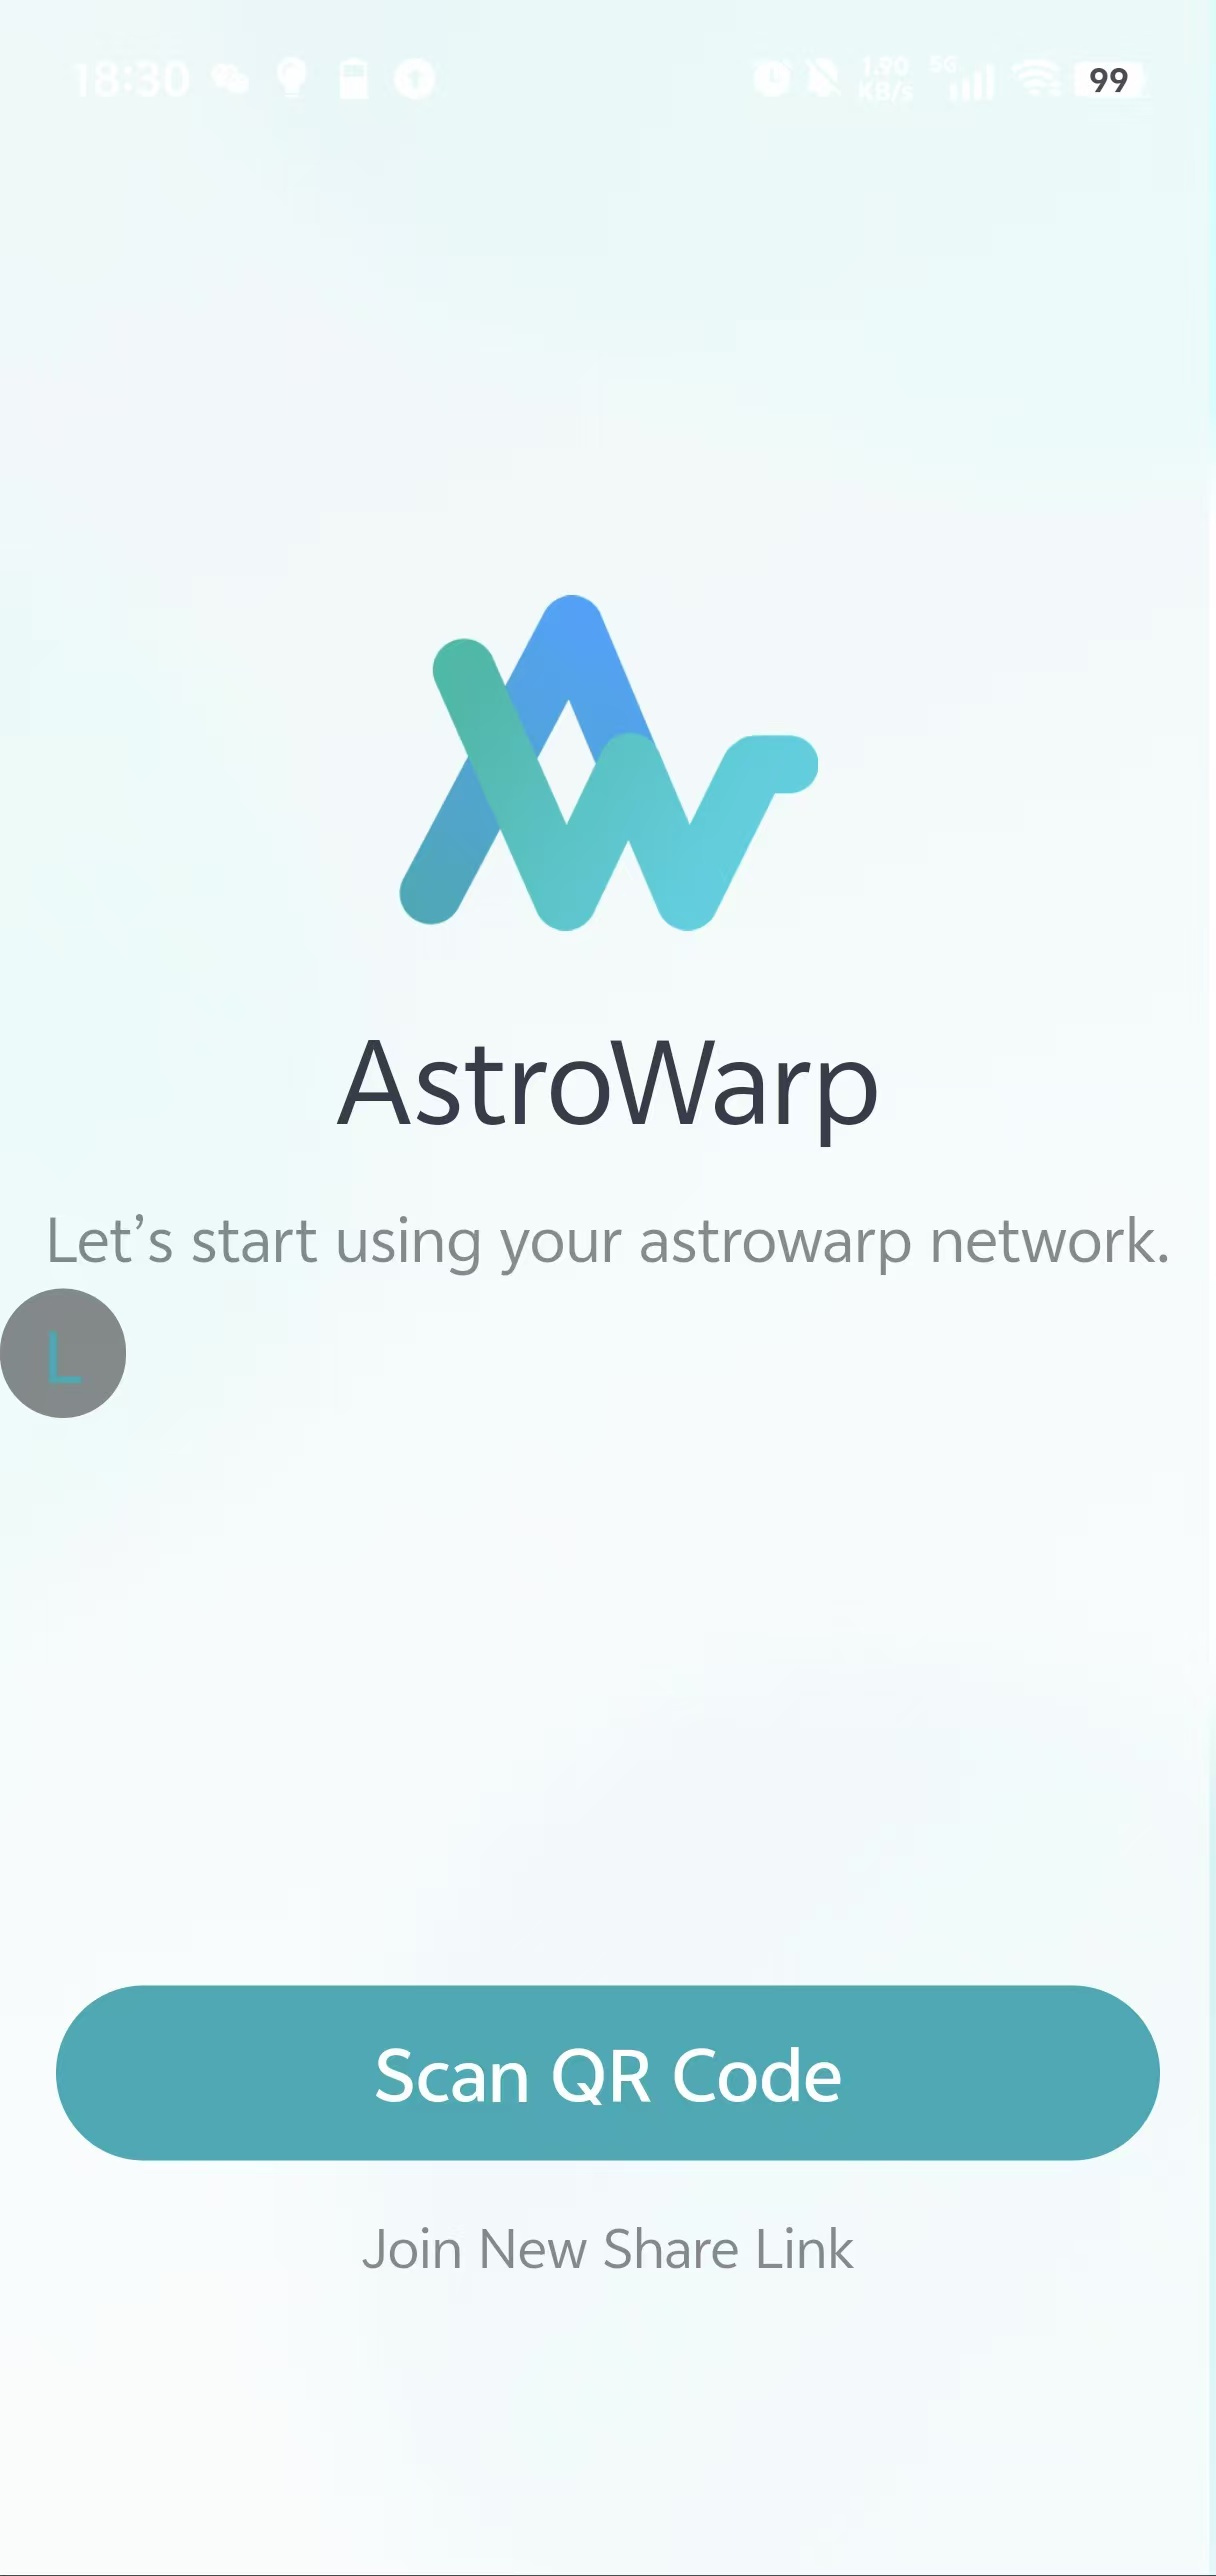 18:30 1.90 KB/s 5G 99
AstroWarp
Let’s start using your astrowarp network.
L
Scan QR Code
Join New Share Link